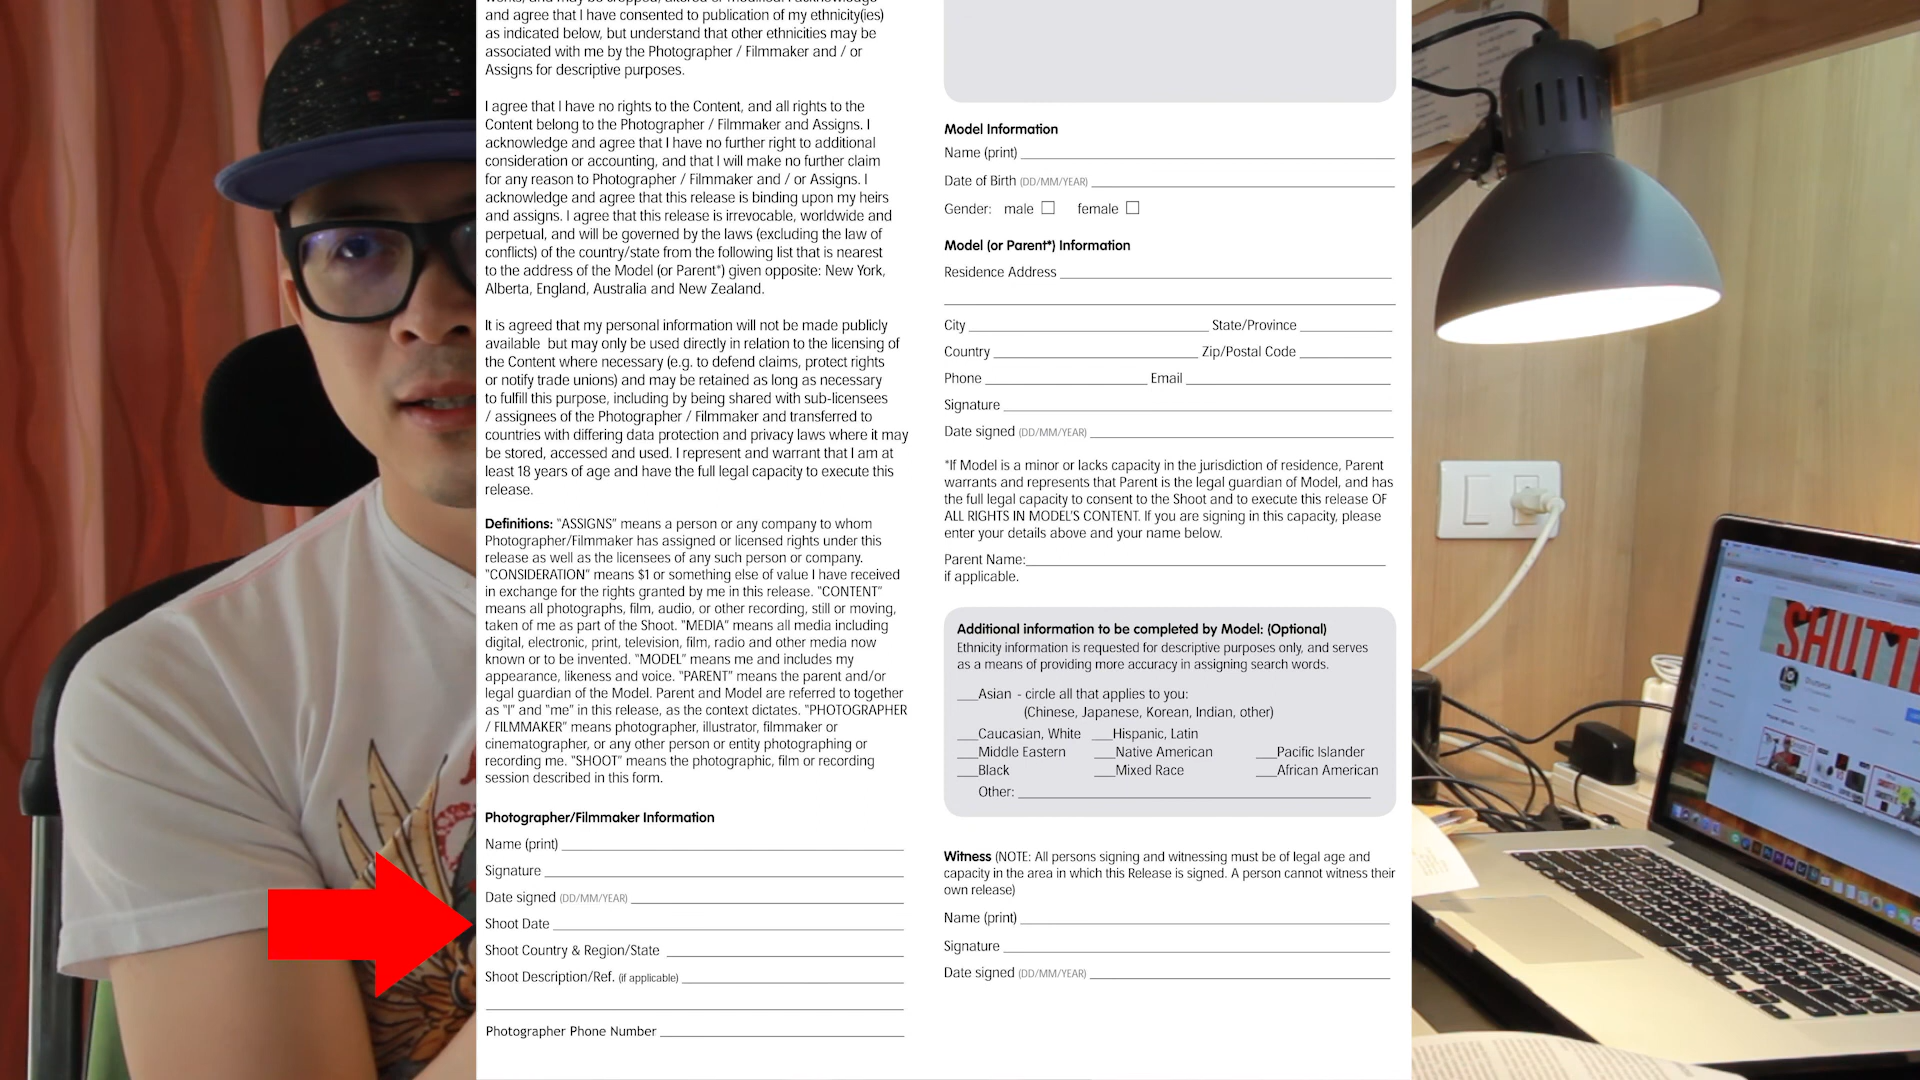 and agree that I have consented to publication of my ethnicity(ies)
as indicated below, but understand that other ethnicities may be
associated with me by the Photographer / Filmmaker and / or
Assigns for descriptive purposes.
I agree that I have no rights to the Content, and all rights to the
Content belong to the Photographer / Filmmaker and Assigns. I
acknowledge and agree that I have no further right to additional
consideration or accounting, and that I will make no further claim
for any reason to Photographer / Filmmaker and / or Assigns. I
acknowledge and agree that this release is binding upon my heirs
and assigns. I agree that this release is irrevocable, worldwide and
perpetual, and will be governed by the laws (excluding the law of
conflicts) of the country/state from the following list that is nearest
to the address of the Model (or Parent*) given opposite: New York,
Alberta, England, Australia and New Zealand.
It is agreed that my personal information will not be made publicly
available but may only be used directly in relation to the licensing of
the Content where necessary (e.g. to defend claims, protect rights
or notify trade unions) and may be retained as long as necessary
to fulfill this purpose, including by being shared with sub-licensees
/ assignees of the Photographer / Filmmaker and transferred to
countries with differing data protection and privacy laws where it may
be stored, accessed and used. I represent and warrant that I am at
least 18 years of age and have the full legal capacity to execute this
release.
Definitions: "ASSIGNS" means a person or any company to whom
Photographer/Filmmaker has assigned or licensed rights under this
release as well as the licensees of any such person or company.
"CONSIDERATION" means $1 or something else of value I have received
in exchange for the rights granted by me in this release. "CONTENT"
means all photographs, film, audio, or other recording, still or moving,
taken of me as part of the Shoot. "MEDIA" means all media including
digital, electronic, print, television, film, radio and other media now
known or to be invented. "MODEL" means me and includes my
appearance, likeness and voice. "PARENT" means the parent and/or
legal guardian of the Model. Parent and Model are referred to together
as "I" and "me" in this release, as the context dictates. "PHOTOGRAPHER
/ FILMMAKER" means photographer, illustrator, filmmaker or
cinematographer, or any other person or entity photographing or
recording me. "SHOOT" means the photographic, film or recording
session described in this form.
Photographer/Filmmaker Information
Name (print)
Signature
Date signed (DD/MM/YEAR)
Shoot Date
Shoot Country & Region/State
Shoot Description/Ref. (if applicable)
Photographer Phone Number
Model Information
Name (print)
Date of Birth (DD/MM/YEAR)
Gender: male female
Model (or Parent*) Information
Residence Address
City State/Province
Country Zip/Postal Code
Phone Email
Signature
Date signed (DD/MM/YEAR)
*If Model is a minor or lacks capacity in the jurisdiction of residence, Parent
warrants and represents that Parent is the legal guardian of Model, and has
the full legal capacity to consent to the Shoot and to execute this release OF
ALL RIGHTS IN MODEL'S CONTENT. If you are signing in this capacity, please
enter your details above and your name below.
Parent Name:
if applicable.
Additional information to be completed by Model: (Optional)
Ethnicity information is requested for descriptive purposes only, and serves
as a means of providing more accuracy in assigning search words.
___Asian - circle all that applies to you:
(Chinese, Japanese, Korean, Indian, other)
___Caucasian, White ___Hispanic, Latin
___Middle Eastern ___Native American ___Pacific Islander
___Black ___Mixed Race ___African American
Other:
Witness (NOTE: All persons signing and witnessing must be of legal age and
capacity in the area in which this Release is signed. A person cannot witness their
own release)
Name (print)
Signature
Date signed (DD/MM/YEAR)